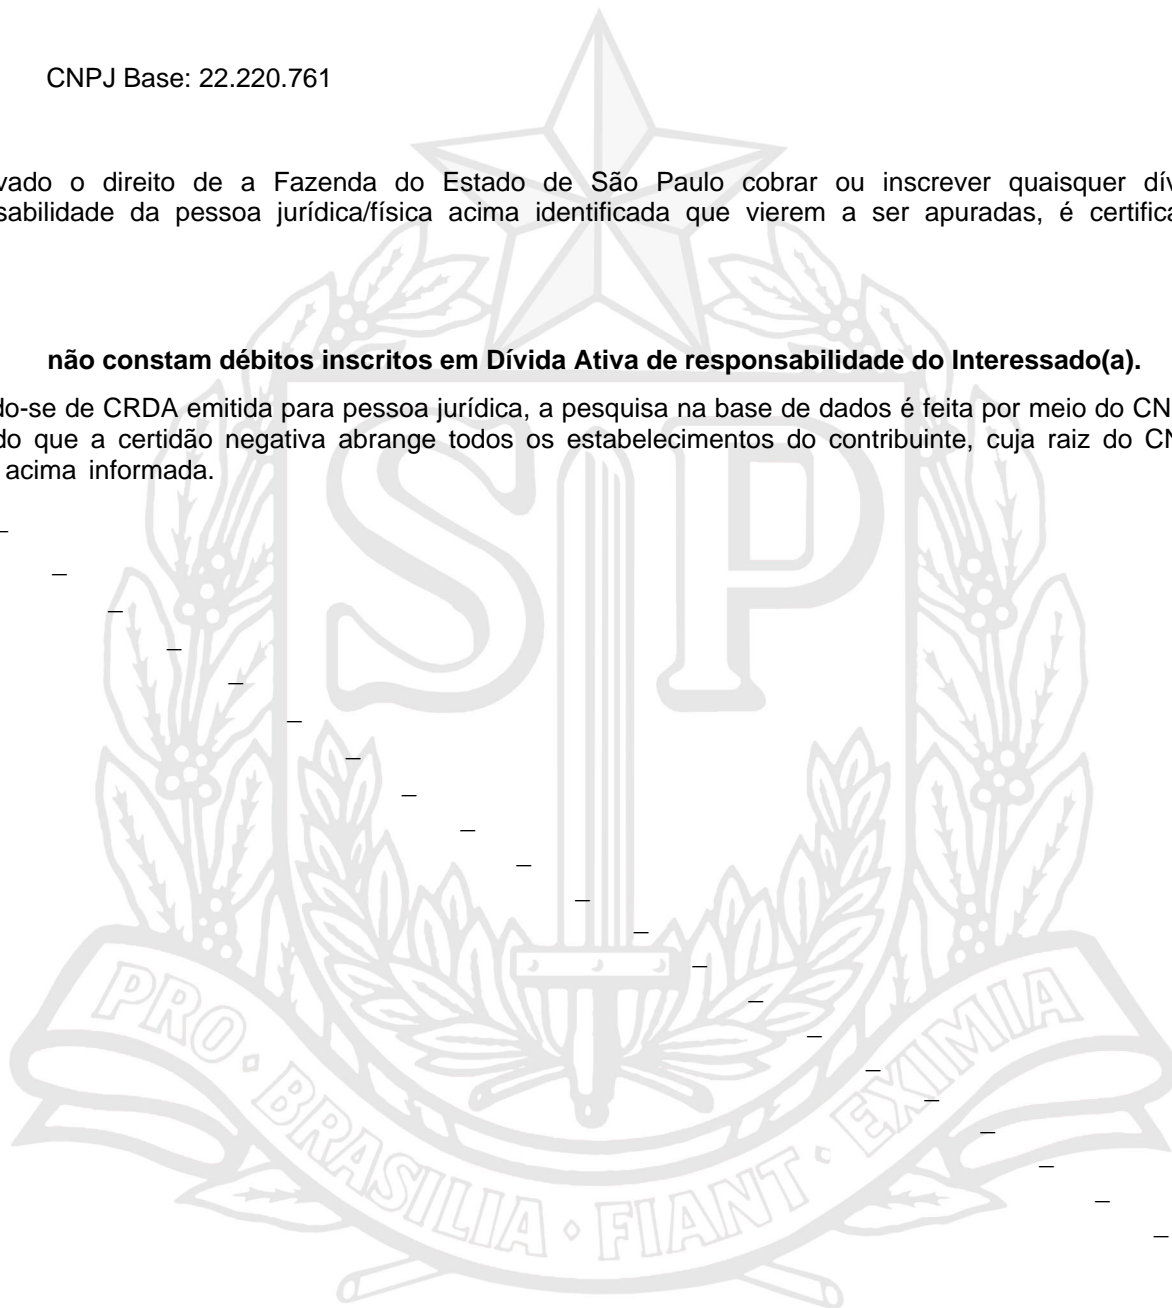 CNPJ Base: 22.220.761
vado o direito de a Fazenda do Estado de São Paulo cobrar ou inscrever quaisquer dív
sabilidade da pessoa jurídica/física acima identificada que vierem a ser apuradas, é certifica
não constam débitos inscritos em Dívida Ativa de responsabilidade do Interessado(a).
do-se de CRDA emitida para pessoa jurídica, a pesquisa na base de dados é feita por meio do CN
do que a certidão negativa abrange todos os estabelecimentos do contribuinte, cuja raiz do CN
acima informada.
SP
PRO • BRASILIA • FIANT • EXIMIA